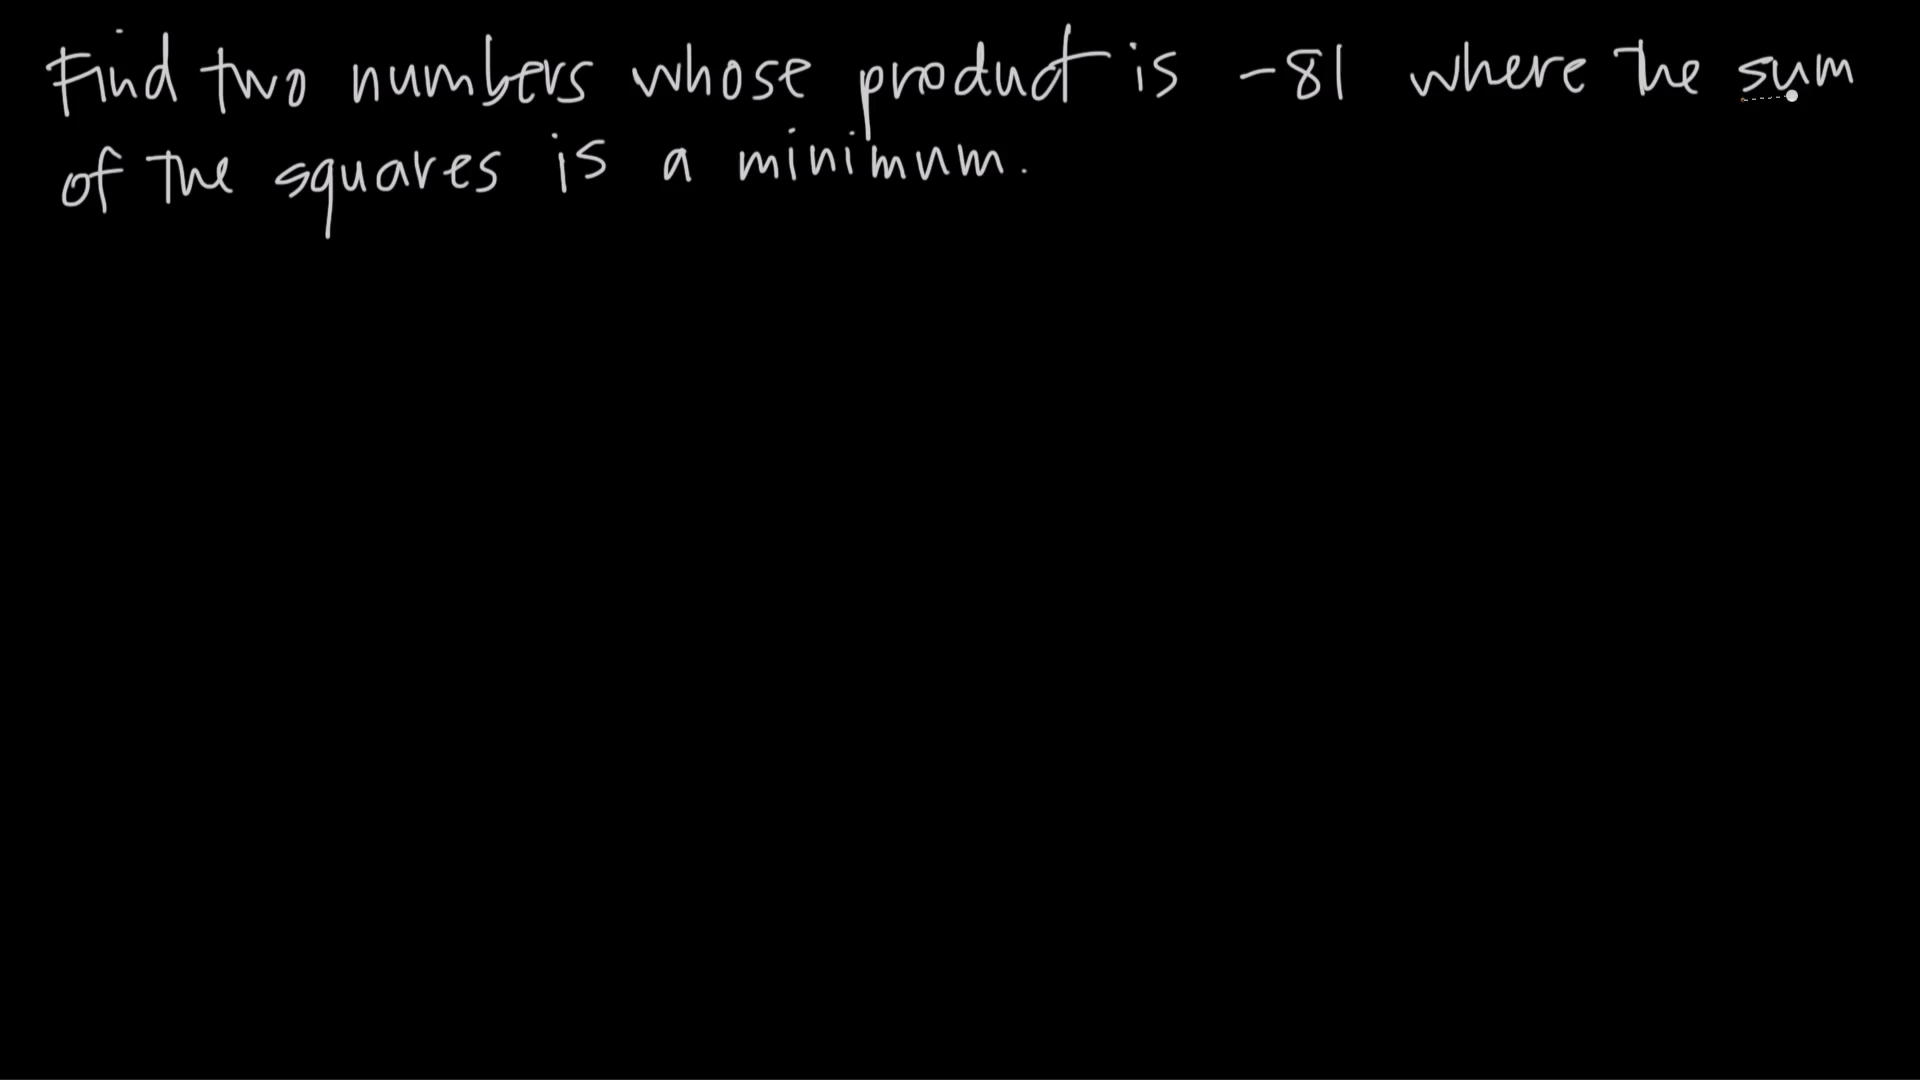 Find two numbers whose product is -81 where the sum
of the squares is a minimum.